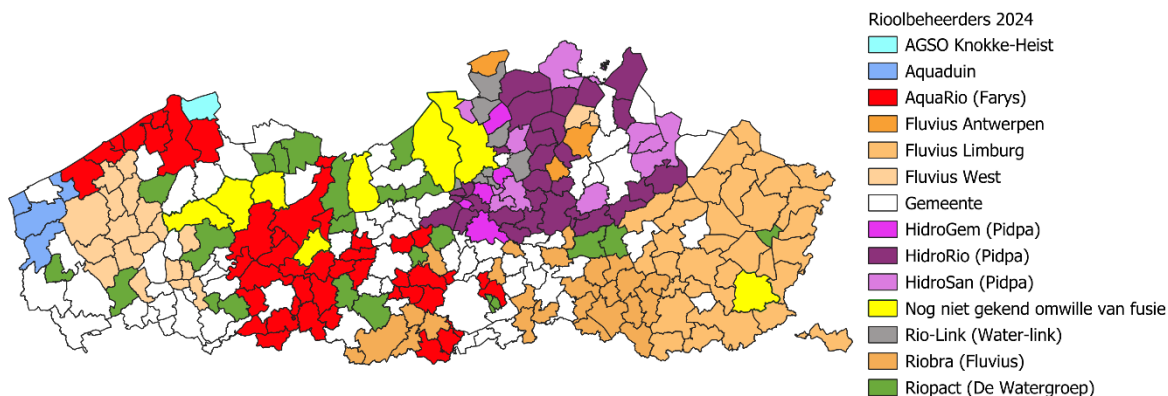 Rioolbeheerders 2024
AGSO Knokke-Heist
Aquaduin
AquaRio (Farys)
Fluvius Antwerpen
Fluvius Limburg
Fluvius West
Gemeente
HidroGem (Pidpa)
HidroRio (Pidpa)
HidroSan (Pidpa)
Nog niet gekend omwille van fusie
Rio-Link (Water-link)
Riobra (Fluvius)
Riopact (De Watergroep)